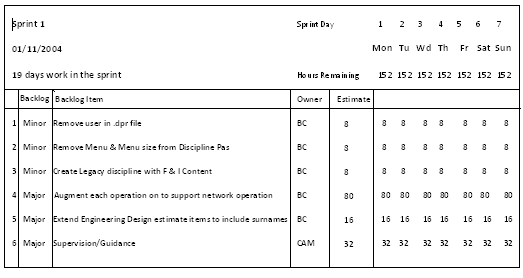 Sprint 1 Sprint Day 1 2 3 4 5 6 7
01/11/2004 Mon Tu Wd Th Fr Sat Sun
19 days work in the sprint Hours Remaining 152 152 152 152 152 152 152
Backlog Backlog Item Owner Estimate
1 Minor Remove user in .dpr file BC 8 8 8 8 8 8 8 8
2 Minor Remove Menu & Menu size from Discipline Pas BC 8 8 8 8 8 8 8 8
3 Minor Create Legacy discipline with F & I Content BC 8 8 8 8 8 8 8 8
4 Major Augment each operation on to support network operation BC 80 80 80 80 80 80 80 80
5 Major Extend Engineering Design estimate items to include surnames BC 16 16 16 16 16 16 16 16
6 Major Supervision/Guidance CAM 32 32 32 32 32 32 32 32